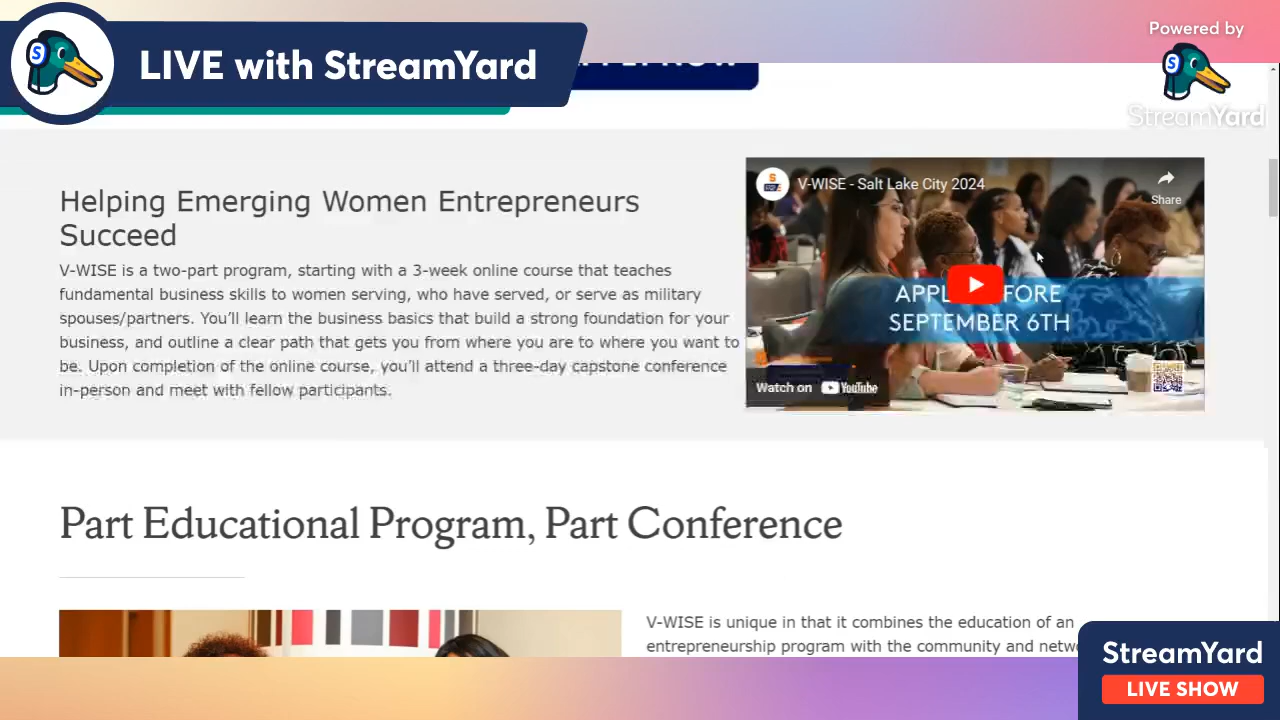 LIVE with StreamYard
Powered by
StreamYard
Helping Emerging Women Entrepreneurs
Succeed
V-WISE is a two-part program, starting with a 3-week online course that teaches
fundamental business skills to women serving, who have served, or serve as military
spouses/partners. You’ll learn the business basics that build a strong foundation for your
business, and outline a clear path that gets you from where you are to where you want to
be. Upon completion of the online course, you’ll attend a three-day capstone conference
in-person and meet with fellow participants.
V-WISE - Salt Lake City 2024
Share
SEPTEMBER 6TH
Watch on YouTube
Part Educational Program, Part Conference
V-WISE is unique in that it combines the education of an
entrepreneurship program with the community and netwo
StreamYard
LIVE SHOW